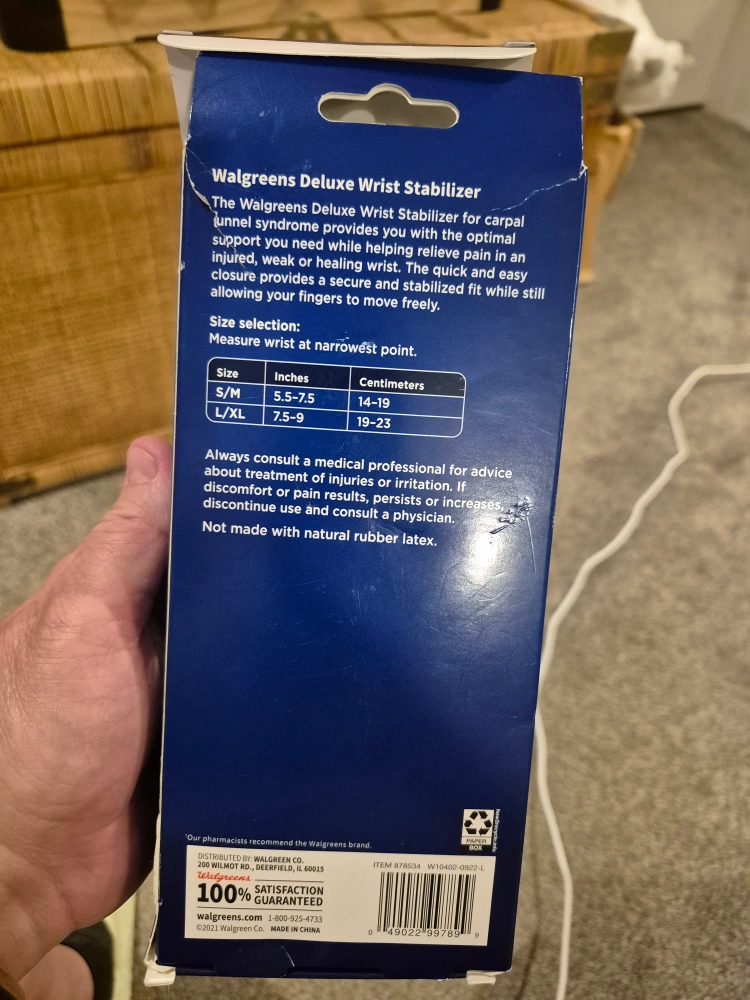 Walgreens Deluxe Wrist Stabilizer
The Walgreens Deluxe Wrist Stabilizer for carpal
tunnel syndrome provides you with the optimal
support you need while helping relieve pain in an
injured, weak or healing wrist. The quick and easy
closure provides a secure and stabilized fit while still
allowing your fingers to move freely.
Size selection:
Measure wrist at narrowest point.
Size Inches Centimeters
S/M 5.5–7.5 14–19
L/XL 7.5–9 19–23
Always consult a medical professional for advice
about treatment of injuries or irritation. If
discomfort or pain results, persists or increases,
discontinue use and consult a physician.
Not made with natural rubber latex.
PAPER
BOX
†Our pharmacists recommend the Walgreens brand.
DISTRIBUTED BY: WALGREEN CO.
200 WILMOT RD., DEERFIELD, IL 60015
Walgreens
100% SATISFACTION
GUARANTEED
walgreens.com 1-800-925-4733
©2021 Walgreen Co. MADE IN CHINA
ITEM 878534 W10402-0922-L
0 49022 99789 9